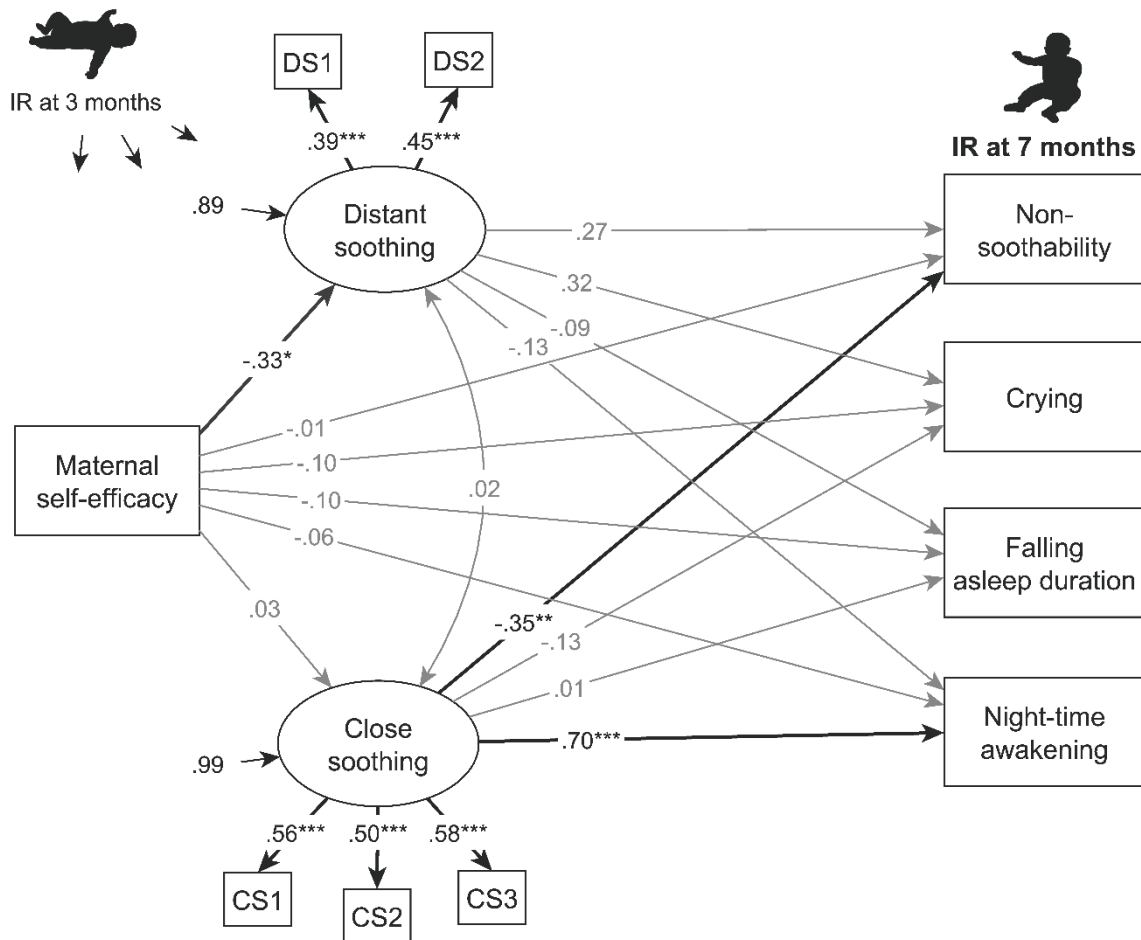 DS1
DS2
IR at 3 months
.39***
.45***
IR at 7 months
.89
Distant
soothing
Non-
soothability
.27
.32
-.09
-.13
-.33*
Crying
-.01
-.10
Maternal
self-efficacy
-.10
.02
-.06
Falling
asleep duration
.03
-.35**
-.13
.01
Close
soothing
.70***
Night-time
awakening
.99
.56***
.50***
.58***
CS1
CS2
CS3